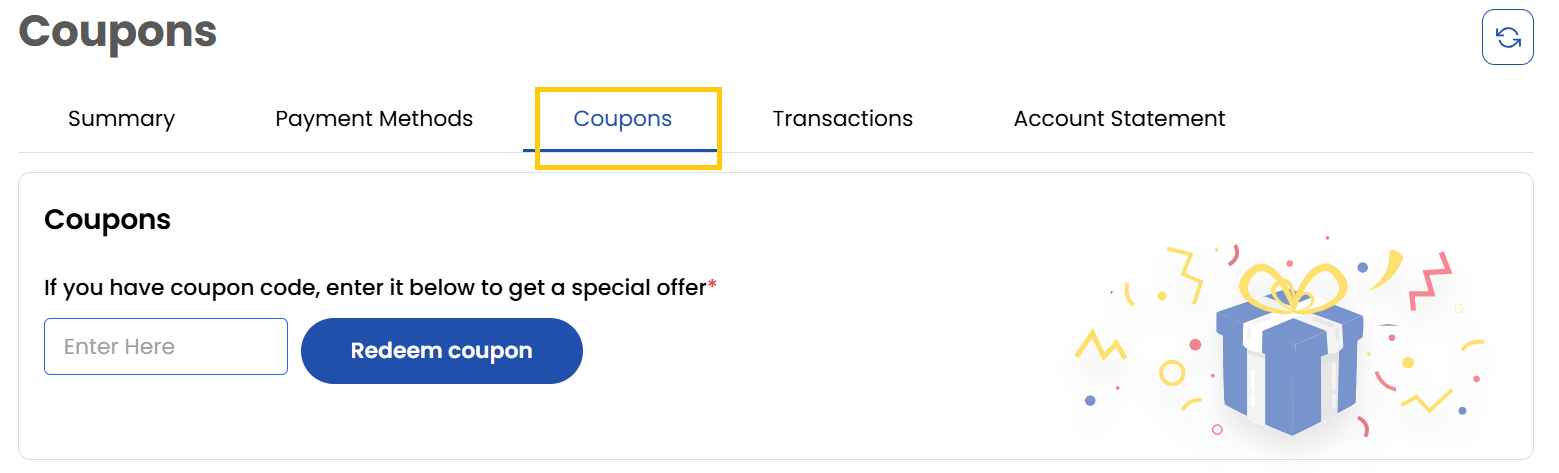 Coupons
Summary Payment Methods Coupons Transactions Account Statement
Coupons
If you have coupon code, enter it below to get a special offer*
Enter Here Redeem coupon